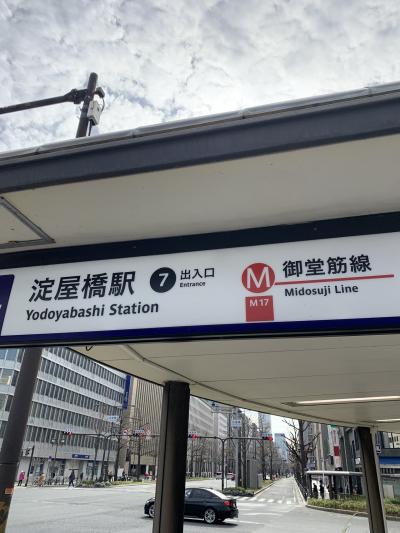 淀屋橋駅
Yodoyabashi Station
7 出入口
Entrance
M 御堂筋線
Midosuji Line
M17